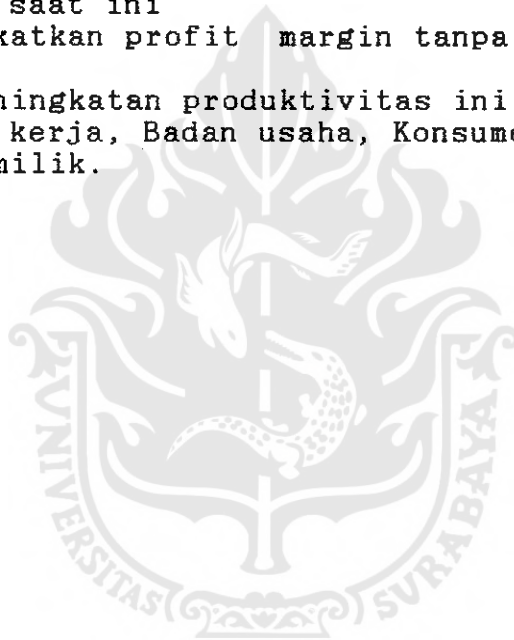 saat ini
katkan profit margin tanpa
ningkatan produktivitas ini
kerja, Badan usaha, Konsume
milik.
UNIVERSITAS SURABAYA